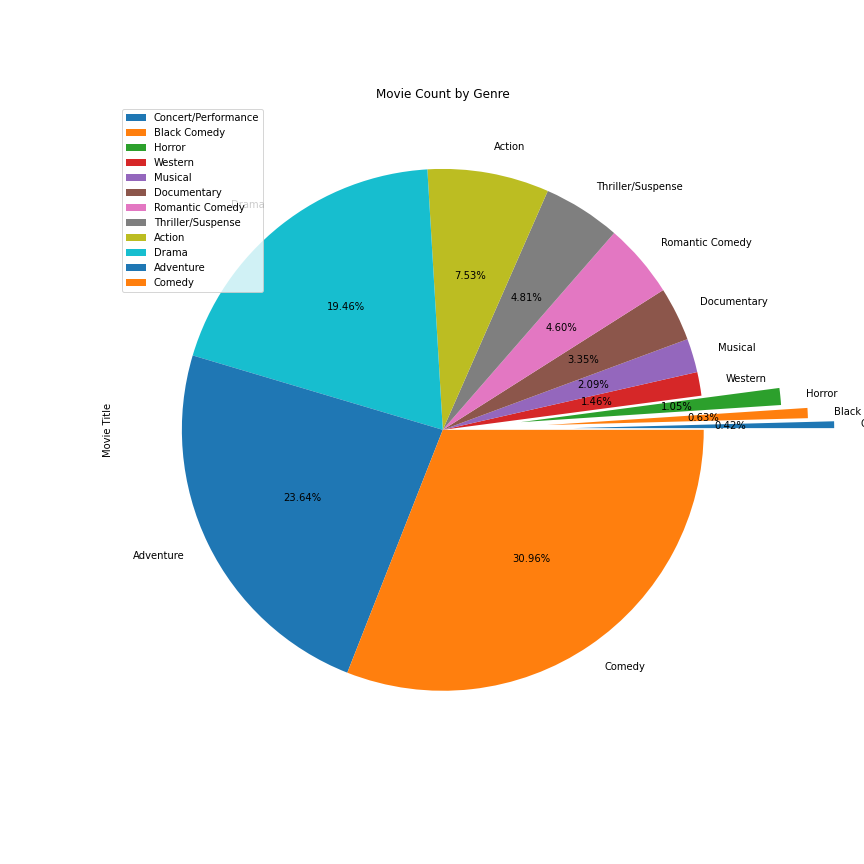 Movie Count by Genre
Concert/Performance
Black Comedy
Horror
Western
Musical
Documentary
Romantic Comedy
Thriller/Suspense
Action
Drama
Adventure
Comedy
Action
Thriller/Suspense
Romantic Comedy
Documentary
Musical
Western
Horror
Black
Drama
Adventure
Comedy
7.53%
4.81%
4.60%
3.35%
2.09%
1.46%
1.05%
0.63%
0.42%
19.46%
23.64%
30.96%
Movie Title